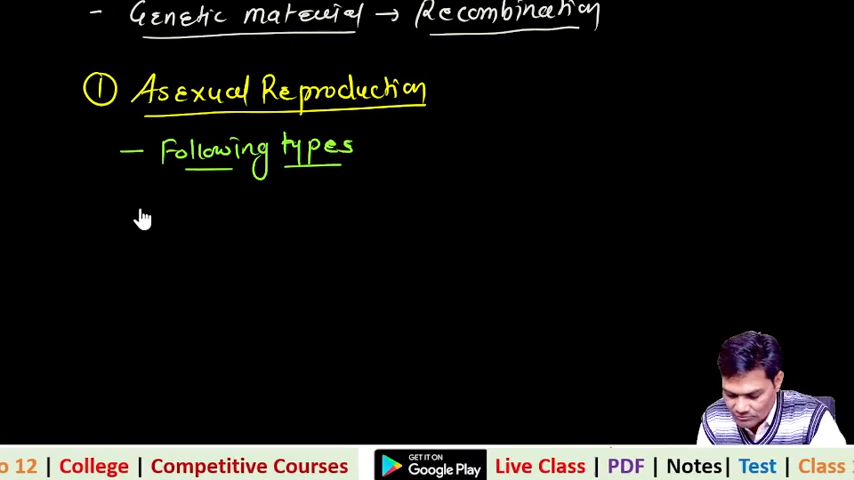 - Genetic material → Recombination
① Asexual Reproduction
— Following types
o 12 | College | Competitive Courses GET IT ON Google Play Live Class | PDF | Notes | Test | Class 1